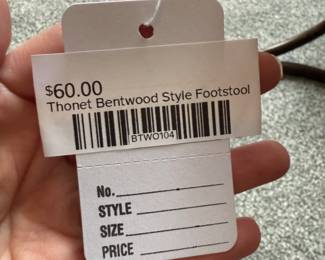 $60.00
Thonet Bentwood Style Footstool
BTWO104
No.
STYLE
SIZE
PRICE